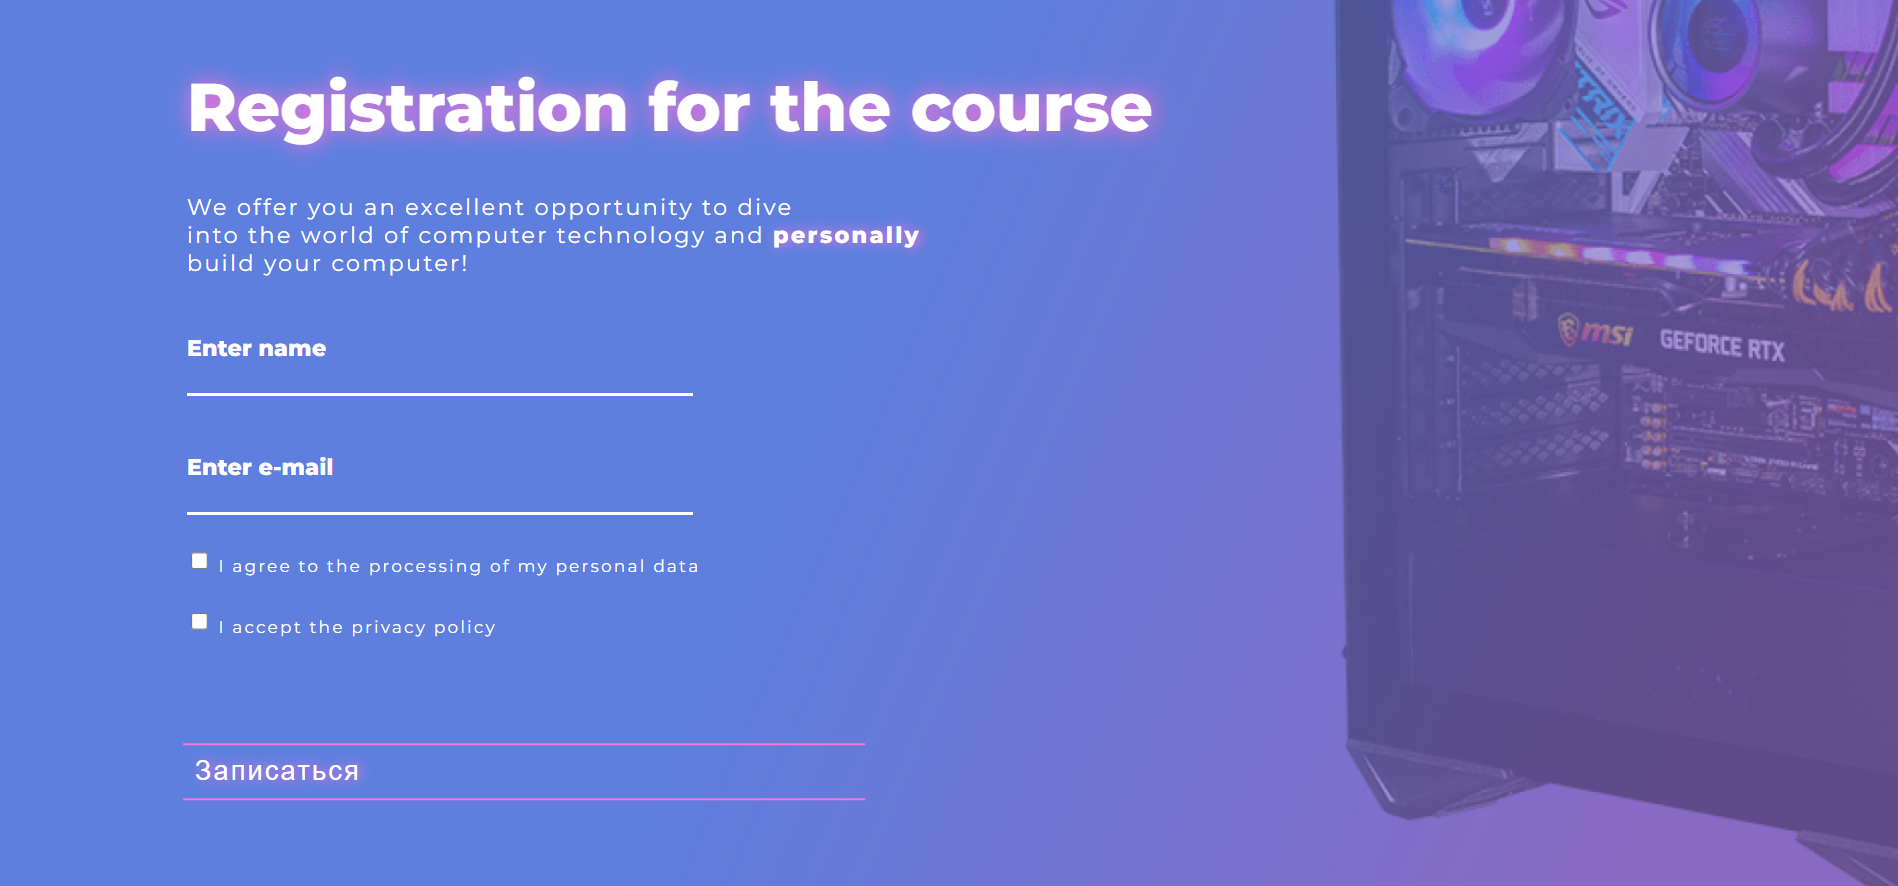 Registration for the course
We offer you an excellent opportunity to dive
into the world of computer technology and personally
build your computer!
Enter name
Enter e-mail
I agree to the processing of my personal data
I accept the privacy policy
Записаться
STRIX
msi GEFORCE RTX